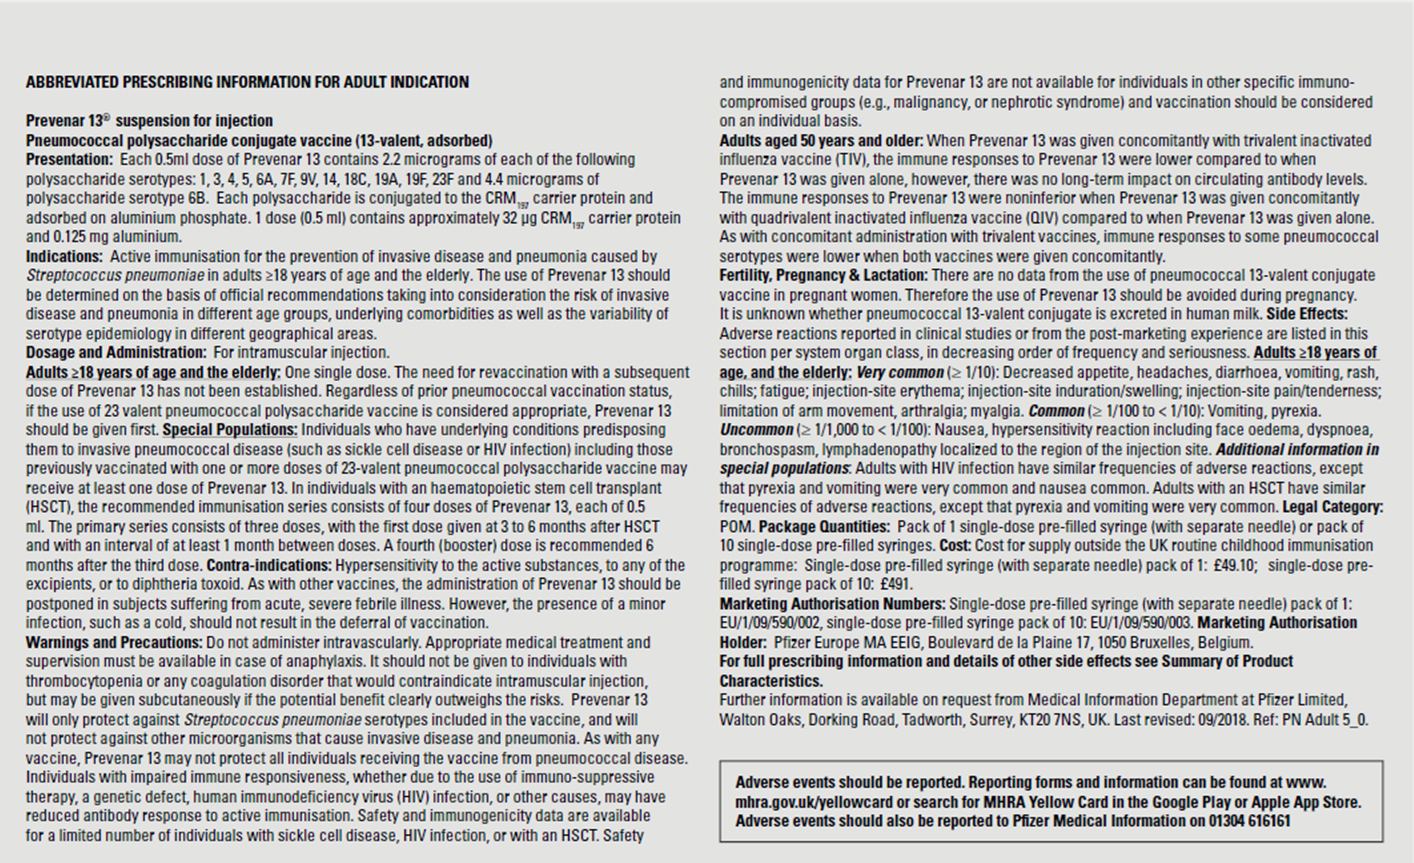 ABBREVIATED PRESCRIBING INFORMATION FOR ADULT INDICATION
Prevenar 13® suspension for injection
Pneumococcal polysaccharide conjugate vaccine (13-valent, adsorbed)
Presentation: Each 0.5ml dose of Prevenar 13 contains 2.2 micrograms of each of the following
polysaccharide serotypes: 1, 3, 4, 5, 6A, 7F, 9V, 14, 18C, 19A, 19F, 23F and 4.4 micrograms of
polysaccharide serotype 6B. Each polysaccharide is conjugated to the CRM197 carrier protein and
adsorbed on aluminium phosphate. 1 dose (0.5 ml) contains approximately 32 µg CRM197 carrier protein
and 0.125 mg aluminium.
Indications: Active immunisation for the prevention of invasive disease and pneumonia caused by
Streptococcus pneumoniae in adults ≥18 years of age and the elderly. The use of Prevenar 13 should
be determined on the basis of official recommendations taking into consideration the risk of invasive
disease and pneumonia in different age groups, underlying comorbidities as well as the variability of
serotype epidemiology in different geographical areas.
Dosage and Administration: For intramuscular injection.
Adults ≥18 years of age and the elderly: One single dose. The need for revaccination with a subsequent
dose of Prevenar 13 has not been established. Regardless of prior pneumococcal vaccination status,
if the use of 23 valent pneumococcal polysaccharide vaccine is considered appropriate, Prevenar 13
should be given first. Special Populations: Individuals who have underlying conditions predisposing
them to invasive pneumococcal disease (such as sickle cell disease or HIV infection) including those
previously vaccinated with one or more doses of 23-valent pneumococcal polysaccharide vaccine may
receive at least one dose of Prevenar 13. In individuals with an haematopoietic stem cell transplant
(HSCT), the recommended immunisation series consists of four doses of Prevenar 13, each of 0.5
ml. The primary series consists of three doses, with the first dose given at 3 to 6 months after HSCT
and with an interval of at least 1 month between doses. A fourth (booster) dose is recommended 6
months after the third dose. Contra-indications: Hypersensitivity to the active substances, to any of the
excipients, or to diphtheria toxoid. As with other vaccines, the administration of Prevenar 13 should be
postponed in subjects suffering from acute, severe febrile illness. However, the presence of a minor
infection, such as a cold, should not result in the deferral of vaccination.
Warnings and Precautions: Do not administer intravascularly. Appropriate medical treatment and
supervision must be available in case of anaphylaxis. It should not be given to individuals with
thrombocytopenia or any coagulation disorder that would contraindicate intramuscular injection,
but may be given subcutaneously if the potential benefit clearly outweighs the risks. Prevenar 13
will only protect against Streptococcus pneumoniae serotypes included in the vaccine, and will
not protect against other microorganisms that cause invasive disease and pneumonia. As with any
vaccine, Prevenar 13 may not protect all individuals receiving the vaccine from pneumococcal disease.
Individuals with impaired immune responsiveness, whether due to the use of immuno-suppressive
therapy, a genetic defect, human immunodeficiency virus (HIV) infection, or other causes, may have
reduced antibody response to active immunisation. Safety and immunogenicity data are available
for a limited number of individuals with sickle cell disease, HIV infection, or with an HSCT. Safety
and immunogenicity data for Prevenar 13 are not available for individuals in other specific immuno-
compromised groups (e.g., malignancy, or nephrotic syndrome) and vaccination should be considered
on an individual basis.
Adults aged 50 years and older: When Prevenar 13 was given concomitantly with trivalent inactivated
influenza vaccine (TIV), the immune responses to Prevenar 13 were lower compared to when
Prevenar 13 was given alone, however, there was no long-term impact on circulating antibody levels.
The immune responses to Prevenar 13 were noninferior when Prevenar 13 was given concomitantly
with quadrivalent inactivated influenza vaccine (QIV) compared to when Prevenar 13 was given alone.
As with concomitant administration with trivalent vaccines, immune responses to some pneumococcal
serotypes were lower when both vaccines were given concomitantly.
Fertility, Pregnancy & Lactation: There are no data from the use of pneumococcal 13-valent conjugate
vaccine in pregnant women. Therefore the use of Prevenar 13 should be avoided during pregnancy.
It is unknown whether pneumococcal 13-valent conjugate is excreted in human milk. Side Effects:
Adverse reactions reported in clinical studies or from the post-marketing experience are listed in this
section per system organ class, in decreasing order of frequency and seriousness. Adults ≥18 years of
age, and the elderly: Very common (≥ 1/10): Decreased appetite, headaches, diarrhoea, vomiting, rash,
chills; fatigue; injection-site erythema; injection-site induration/swelling; injection-site pain/tenderness;
limitation of arm movement, arthralgia; myalgia. Common (≥ 1/100 to < 1/10): Vomiting, pyrexia.
Uncommon (≥ 1/1,000 to < 1/100): Nausea, hypersensitivity reaction including face oedema, dyspnoea,
bronchospasm, lymphadenopathy localized to the region of the injection site. Additional information in
special populations: Adults with HIV infection have similar frequencies of adverse reactions, except
that pyrexia and vomiting were very common and nausea common. Adults with an HSCT have similar
frequencies of adverse reactions, except that pyrexia and vomiting were very common. Legal Category:
POM. Package Quantities: Pack of 1 single-dose pre-filled syringe (with separate needle) or pack of
10 single-dose pre-filled syringes. Cost: Cost for supply outside the UK routine childhood immunisation
programme: Single-dose pre-filled syringe (with separate needle) pack of 1: £49.10; single-dose pre-
filled syringe pack of 10: £491.
Marketing Authorisation Numbers: Single-dose pre-filled syringe (with separate needle) pack of 1:
EU/1/09/590/002, single-dose pre-filled syringe pack of 10: EU/1/09/590/003. Marketing Authorisation
Holder: Pfizer Europe MA EEIG, Boulevard de la Plaine 17, 1050 Bruxelles, Belgium.
For full prescribing information and details of other side effects see Summary of Product
Characteristics.
Further information is available on request from Medical Information Department at Pfizer Limited,
Walton Oaks, Dorking Road, Tadworth, Surrey, KT20 7NS, UK. Last revised: 09/2018. Ref: PN Adult 5_0.
Adverse events should be reported. Reporting forms and information can be found at www.
mhra.gov.uk/yellowcard or search for MHRA Yellow Card in the Google Play or Apple App Store.
Adverse events should also be reported to Pfizer Medical Information on 01304 616161